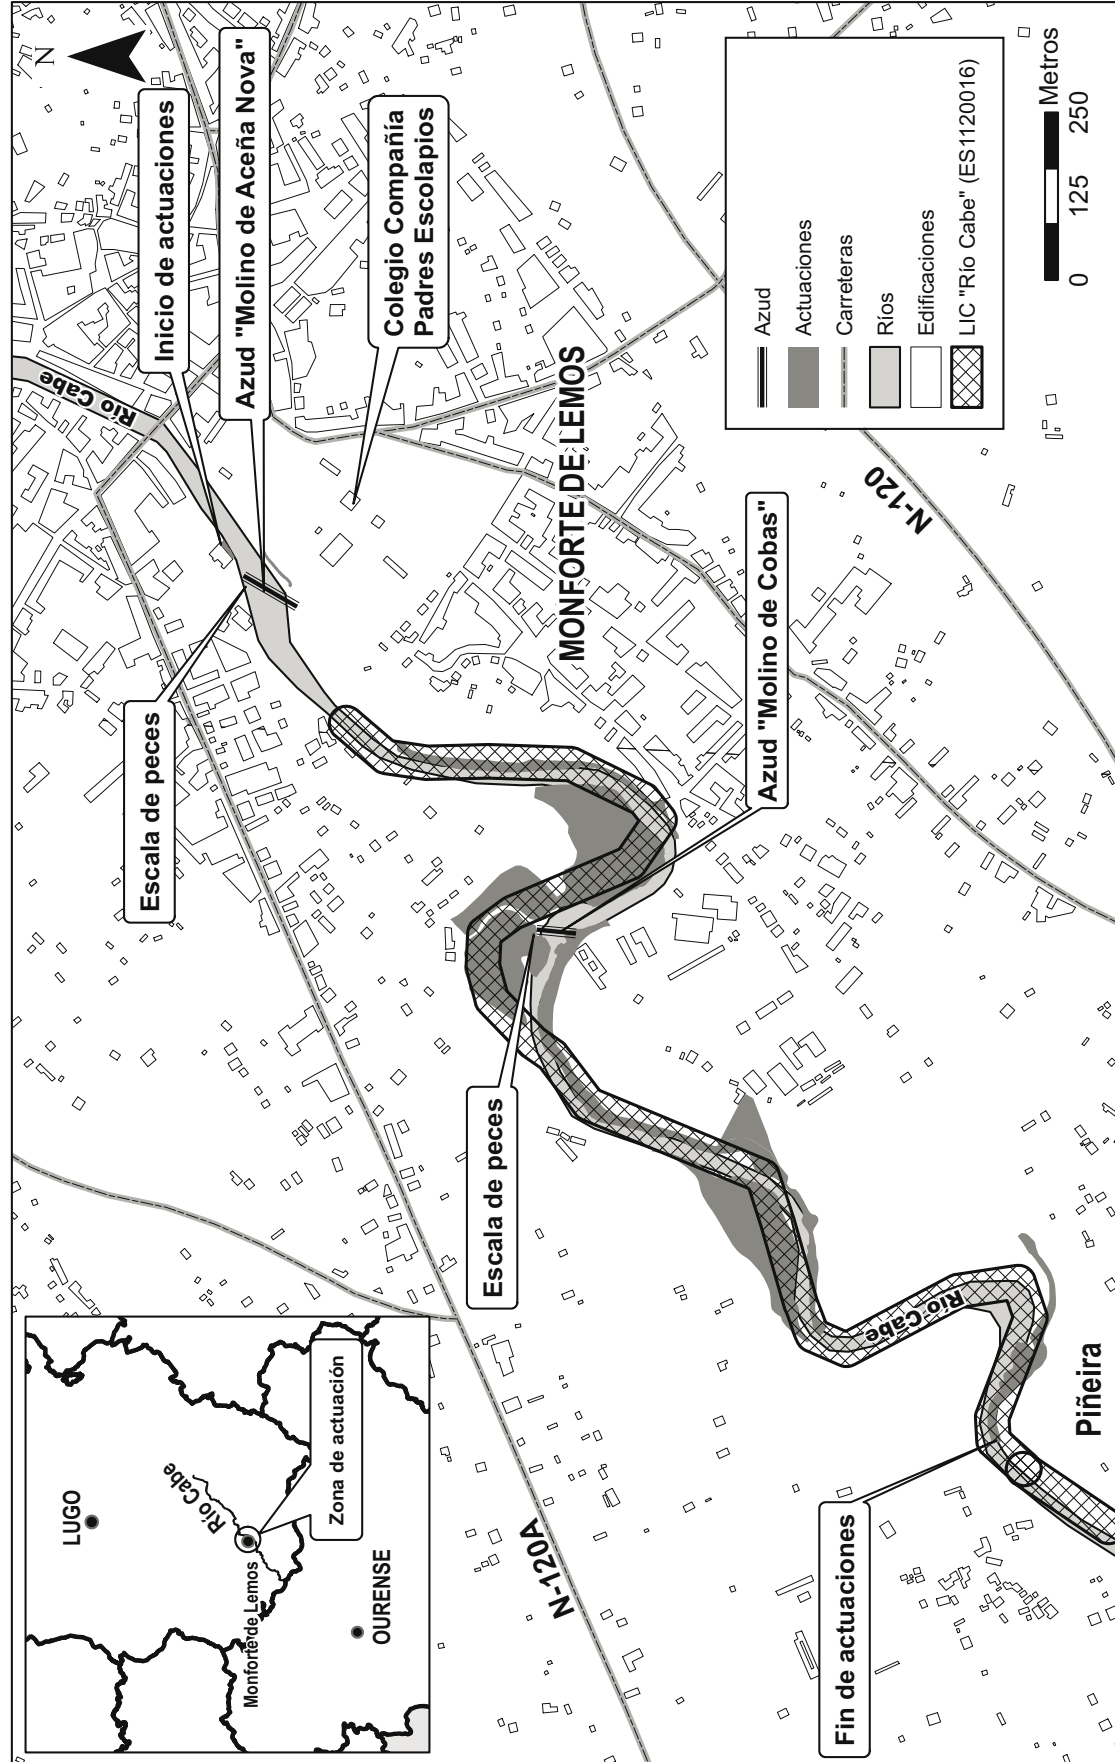 LUGO
Río Cabe
Monforte de Lemos
OURENSE
Zona de actuación
N-120A
Escala de peces
Inicio de actuaciones
Azud "Molino de Aceña Nova"
Colegio Compañía
Padres Escolapios
N
Río Cabe
MONFORTE DE LEMOS
Escala de peces
Azud "Molino de Cobas"
N-120
Río Cabe
Fin de actuaciones
Piñeira
Azud
Actuaciones
Carreteras
Ríos
Edificaciones
LIC "Río Cabe" (ES1120016)
0 125 250
Metros